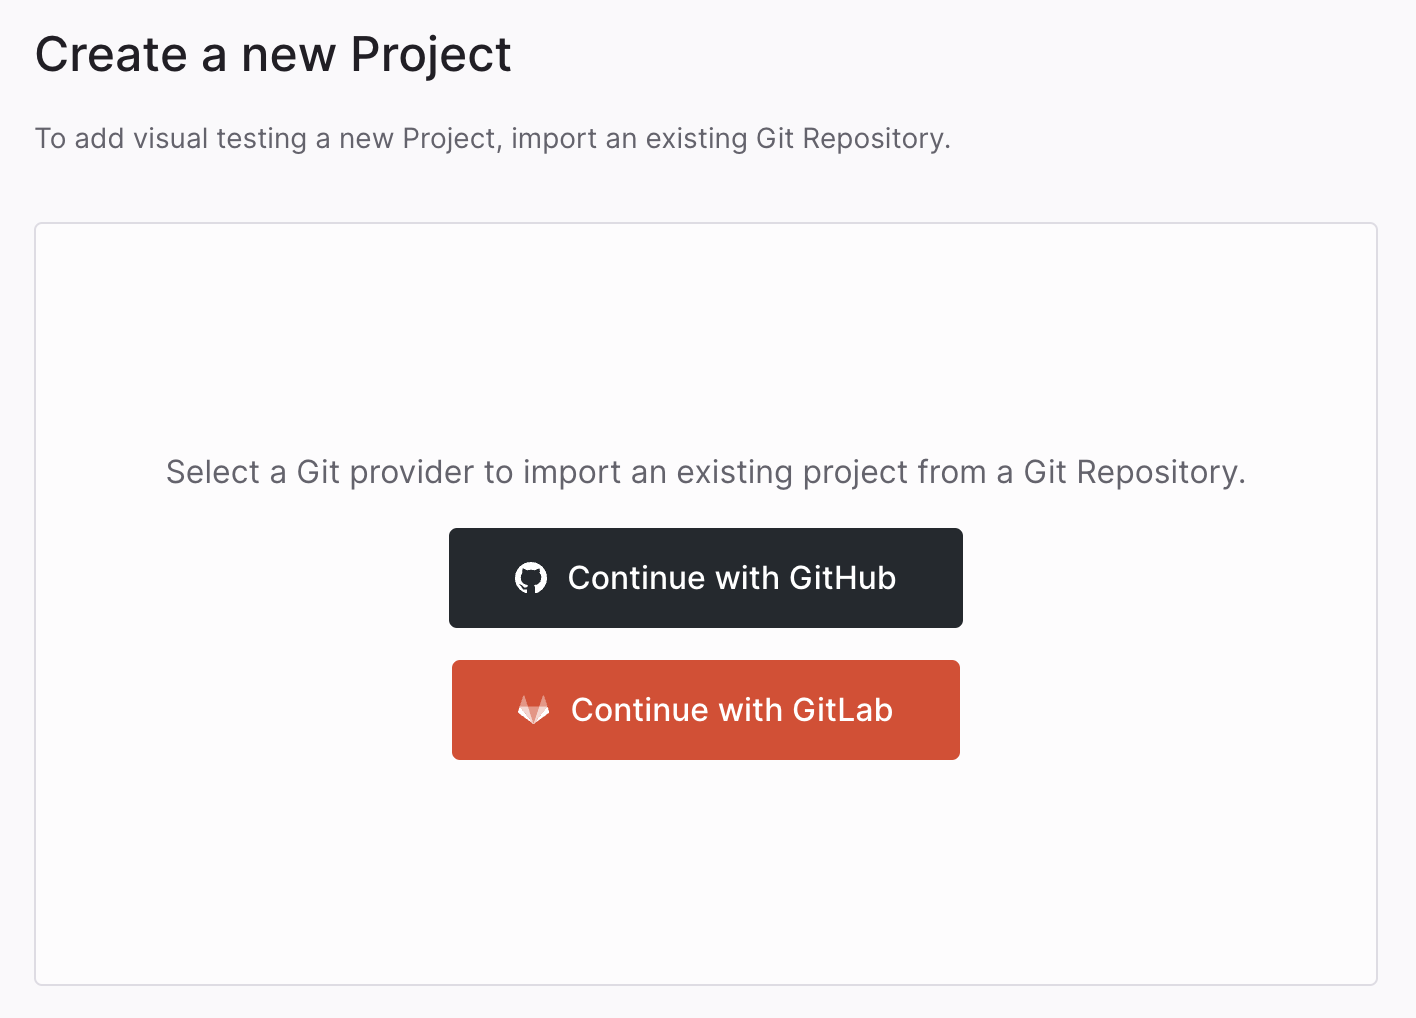 Create a new Project
To add visual testing a new Project, import an existing Git Repository.
Select a Git provider to import an existing project from a Git Repository.
Continue with GitHub
Continue with GitLab